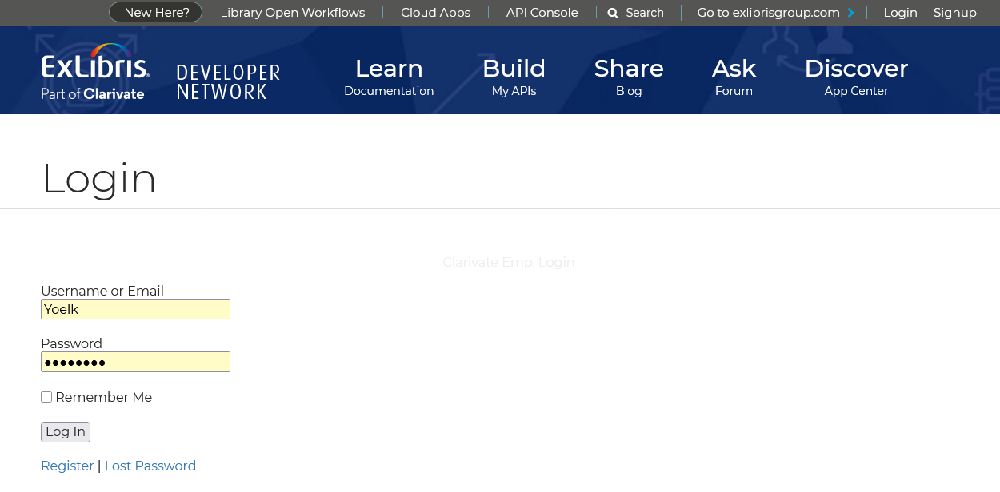 New Here? Library Open Workflows Cloud Apps API Console Search Go to exlibrisgroup.com Login Signup
ExLibris®
Part of Clarivate
DEVELOPER
NETWORK
Learn Build Share Ask Discover
Documentation My APIs Blog Forum App Center
Login
Clarivate Emp. Login
Username or Email
Yoelk
Password
••••••••
Remember Me
Log In
Register | Lost Password